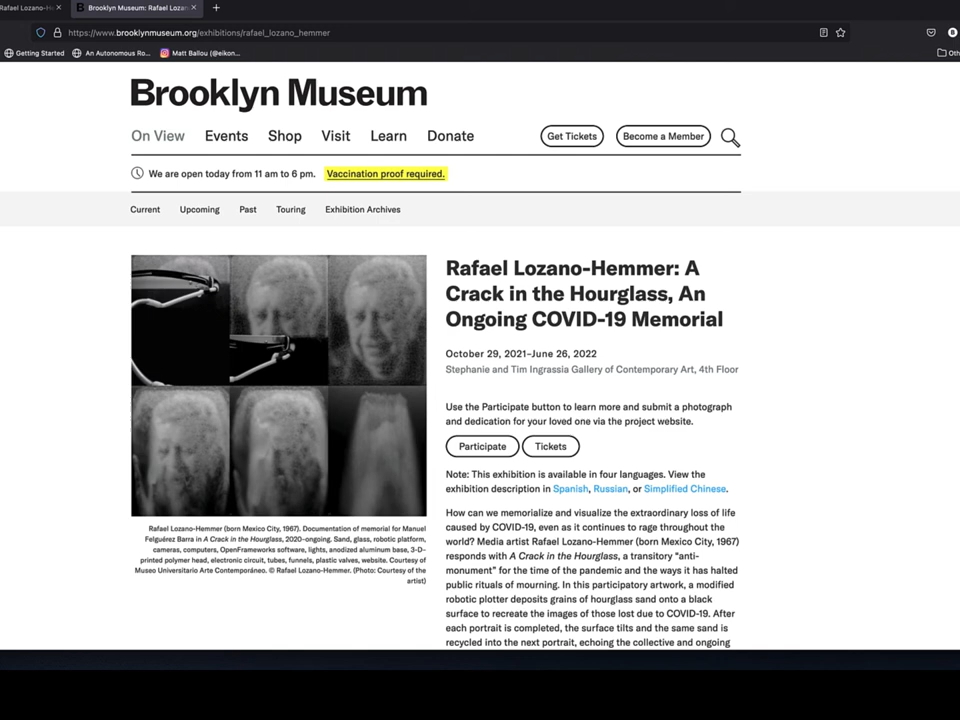 Rafael Lozano-He
Brooklyn Museum: Rafael Lozan
https://www.brooklynmuseum.org/exhibitions/rafael_lozano_hemmer
Getting Started
An Autonomous Ro...
Matt Ballou (@eikon...
Oth
Brooklyn Museum
On View Events Shop Visit Learn Donate
Get Tickets
Become a Member
We are open today from 11 am to 6 pm. Vaccination proof required.
Current Upcoming Past Touring Exhibition Archives
Rafael Lozano-Hemmer (born Mexico City, 1967). Documentation of memorial for Manuel
Felguérez Barra in A Crack in the Hourglass, 2020–ongoing. Sand, glass, robotic platform,
cameras, computers, OpenFrameworks software, lights, anodized aluminum base, 3-D-
printed polymer head, electronic circuit, tubes, funnels, plastic valves, website. Courtesy of
Museo Universitario Arte Contemporáneo. © Rafael Lozano-Hemmer. (Photo: Courtesy of the
artist)
Rafael Lozano-Hemmer: A
Crack in the Hourglass, An
Ongoing COVID-19 Memorial
October 29, 2021–June 26, 2022
Stephanie and Tim Ingrassia Gallery of Contemporary Art, 4th Floor
Use the Participate button to learn more and submit a photograph
and dedication for your loved one via the project website.
Participate
Tickets
Note: This exhibition is available in four languages. View the
exhibition description in Spanish, Russian, or Simplified Chinese.
How can we memorialize and visualize the extraordinary loss of life
caused by COVID-19, even as it continues to rage throughout the
world? Media artist Rafael Lozano-Hemmer (born Mexico City, 1967)
responds with A Crack in the Hourglass, a transitory “anti-
monument” for the time of the pandemic and the ways it has halted
public rituals of mourning. In this participatory artwork, a modified
robotic plotter deposits grains of hourglass sand onto a black
surface to recreate the images of those lost due to COVID-19. After
each portrait is completed, the surface tilts and the same sand is
recycled into the next portrait, echoing the collective and ongoing